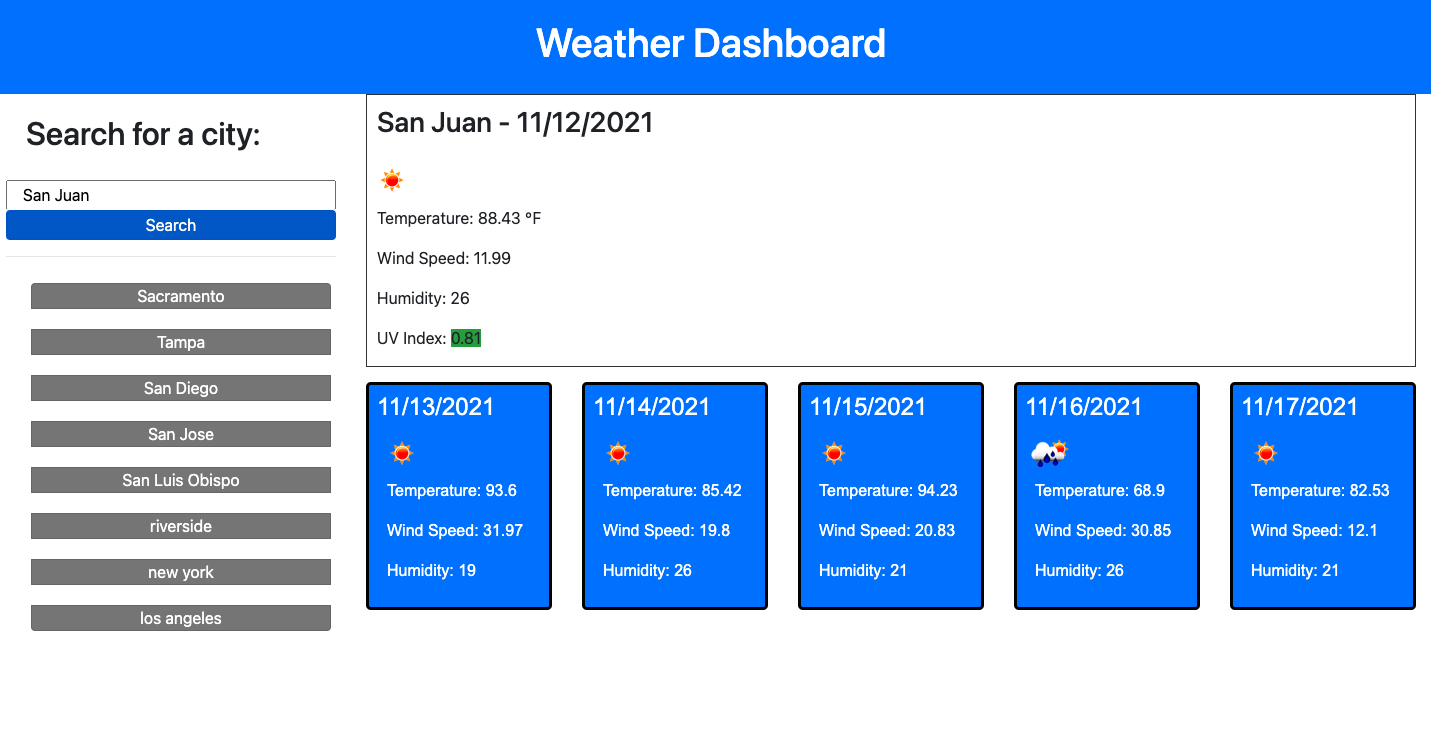 Weather Dashboard
Search for a city:
San Juan
Search
Sacramento
Tampa
San Diego
San Jose
San Luis Obispo
riverside
new york
los angeles
San Juan - 11/12/2021
Temperature: 88.43 °F
Wind Speed: 11.99
Humidity: 26
UV Index: 0.81
11/13/2021
Temperature: 93.6
Wind Speed: 31.97
Humidity: 19
11/14/2021
Temperature: 85.42
Wind Speed: 19.8
Humidity: 26
11/15/2021
Temperature: 94.23
Wind Speed: 20.83
Humidity: 21
11/16/2021
Temperature: 68.9
Wind Speed: 30.85
Humidity: 26
11/17/2021
Temperature: 82.53
Wind Speed: 12.1
Humidity: 21